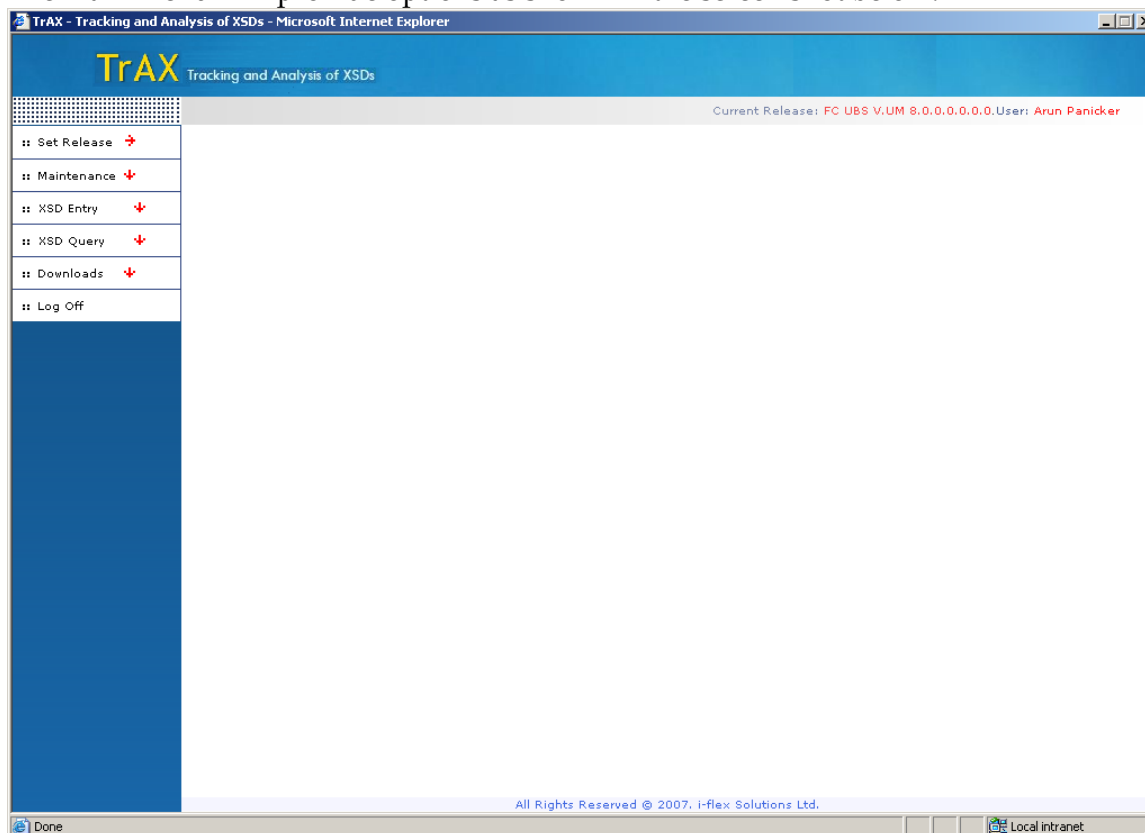 TrAX - Tracking and Analysis of XSDs - Microsoft Internet Explorer
TrAX Tracking and Analysis of XSDs
Current Release: FC UBS V.UM 8.0.0.0.0.0.0.User: Arun Panicker
:: Set Release
:: Maintenance
:: XSD Entry
:: XSD Query
:: Downloads
:: Log Off
All Rights Reserved @ 2007. i-flex Solutions Ltd.
Done
Local intranet